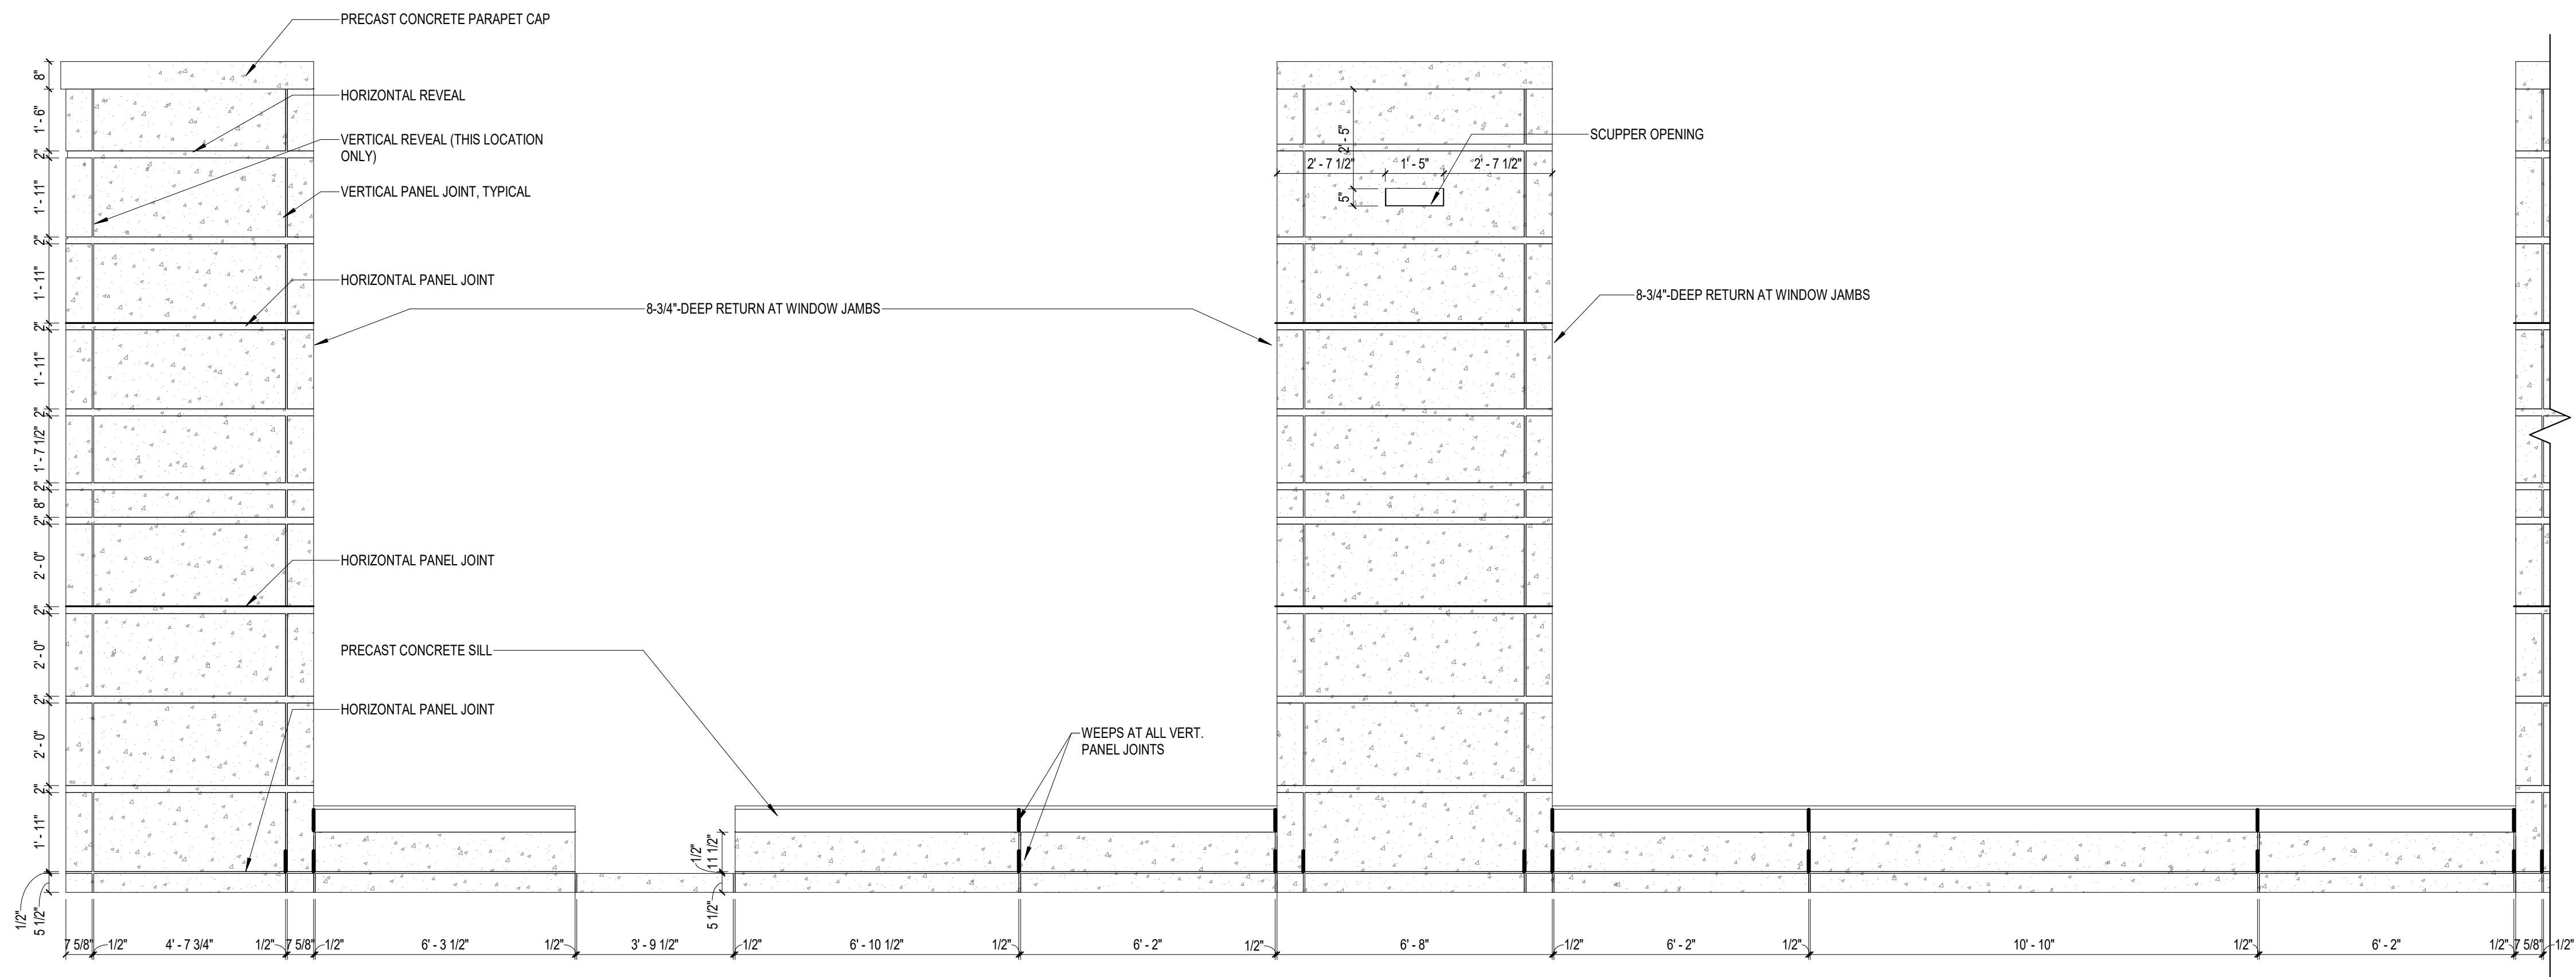 PRECAST CONCRETE PARAPET CAP
8"
HORIZONTAL REVEAL
1' - 6"
VERTICAL REVEAL (THIS LOCATION
ONLY)
SCUPPER OPENING
2' - 5"
2"
2' - 7 1/2"
1' - 5"
2' - 7 1/2"
VERTICAL PANEL JOINT, TYPICAL
1' - 11"
5"
2"
HORIZONTAL PANEL JOINT
1' - 11"
8-3/4"-DEEP RETURN AT WINDOW JAMBS
8-3/4"-DEEP RETURN AT WINDOW JAMBS
2"
1' - 11"
2"
1' - 7 1/2"
2"
8"
2"
HORIZONTAL PANEL JOINT
2' - 0"
2"
PRECAST CONCRETE SILL
2' - 0"
2"
HORIZONTAL PANEL JOINT
WEEPS AT ALL VERT.
PANEL JOINTS
2' - 0"
2"
1' - 11"
1/2"
11 1/2"
1/2"
5 1/2"
5 1/2"
7 5/8"
1/2"
4' - 7 3/4"
1/2"
7 5/8"
1/2"
6' - 3 1/2"
1/2"
3' - 9 1/2"
1/2"
6' - 10 1/2"
1/2"
6' - 2"
1/2"
6' - 8"
1/2"
6' - 2"
1/2"
10' - 10"
1/2"
6' - 2"
1/2"
7 5/8"
1/2"